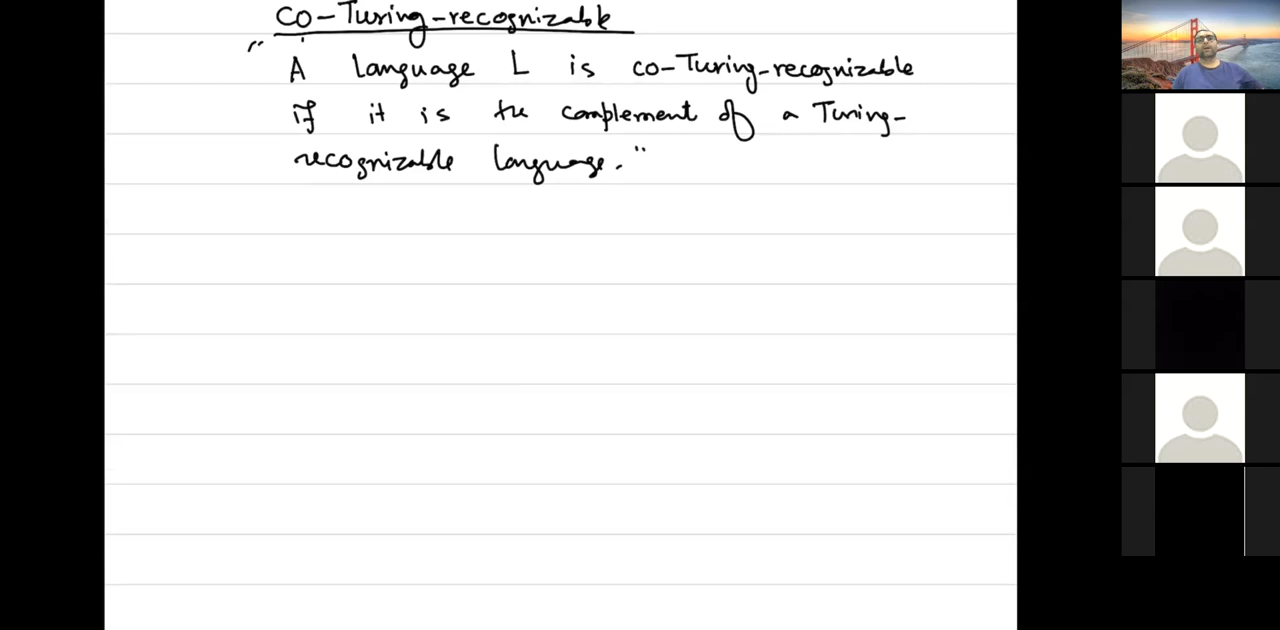 co-Turing-recognizable
"A language L is co-Turing-recognizable
if it is the complement of a Turing-
recognizable language."